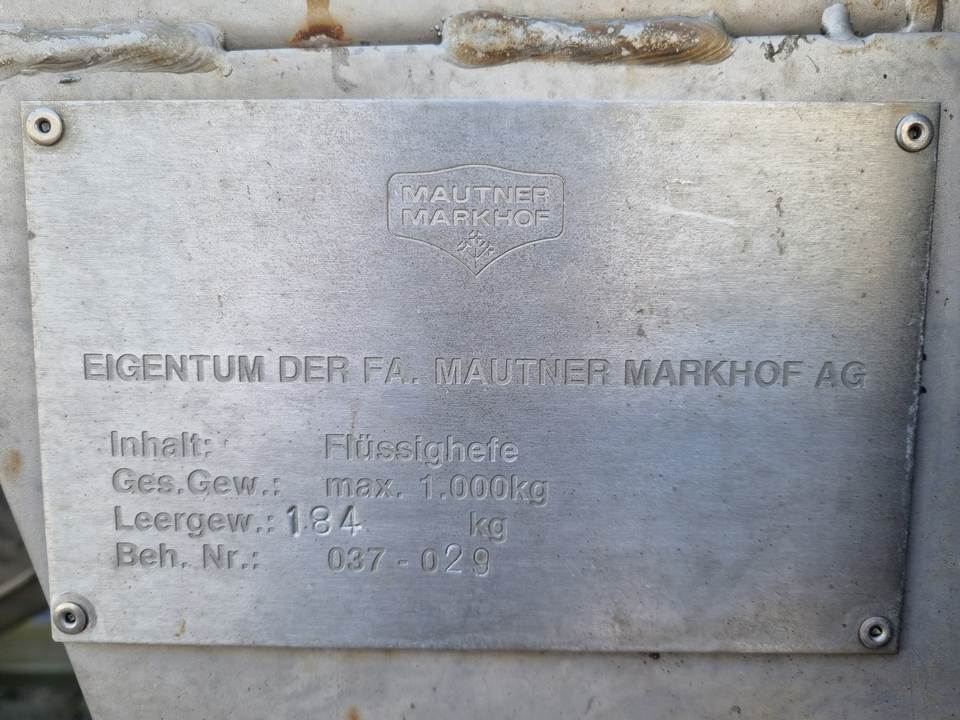 MAUTNER
MARKHOF
EIGENTUM DER FA. MAUTNER MARKHOF AG
Inhalt: Flüssighefe
Ges.Gew.: max. 1.000kg
Leergew.: 184 kg
Beh. Nr.: 037 - 029